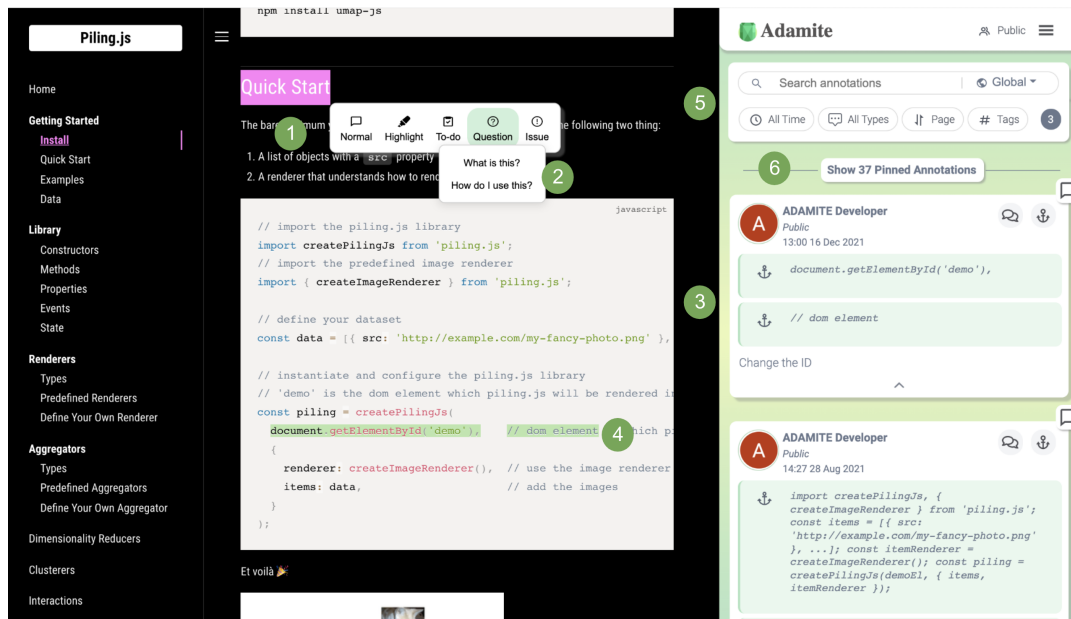 Piling.js
Home
Getting Started
Install
Quick Start
Examples
Data
Library
Constructors
Methods
Properties
Events
State
Renderers
Types
Predefined Renderers
Define Your Own Renderer
Aggregators
Types
Predefined Aggregators
Define Your Own Aggregator
Dimensionality Reducers
Clusterers
Interactions
npm install umap-js
Quick Start
The bare mum e following two thing:
1
Normal Highlight To-do Question Issue
1. A list of objects with a src property
What is this?
2. A renderer that understands how to ren
How do I use this?
2
javascript
// import the piling.js library
import createPilingJs from 'piling.js';
// import the predefined image renderer
import { createImageRenderer } from 'piling.js';
3
// define your dataset
const data = [{ src: 'http://example.com/my-fancy-photo.png' },
// instantiate and configure the piling.js library
// 'demo' is the dom element which piling.js will be rendered in
const piling = createPilingJs(
document.getElementById('demo'), // dom element 4 hich pi
{
renderer: createImageRenderer(), // use the image renderer
items: data, // add the images
}
);
Et voilà 🎉
Adamite
Public
5
Search annotations Global
All Time All Types Page # Tags 3
6
Show 37 Pinned Annotations
A
ADAMITE Developer
Public
13:00 16 Dec 2021
document.getElementById('demo'),
// dom element
Change the ID
A
ADAMITE Developer
Public
14:27 28 Aug 2021
import createPilingJs, {
createImageRenderer } from 'piling.js';
const items = [{ src:
'http://example.com/my-fancy-photo.png'
}, ...]; const itemRenderer =
createImageRenderer(); const piling =
createPilingJs(demoEl, { items,
itemRenderer });